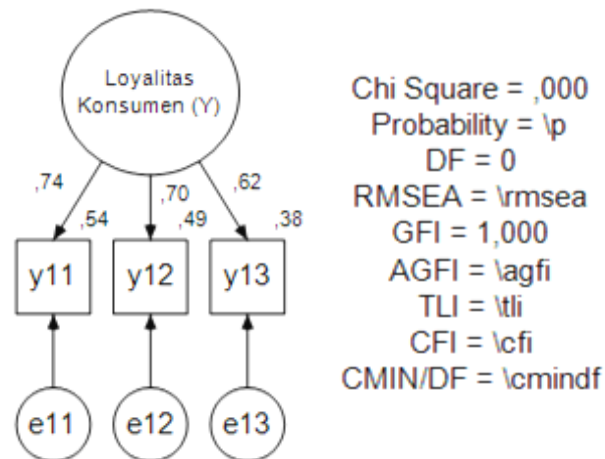 Loyalitas
Konsumen (Y)
,74
,70
,62
,54
,49
,38
y11
y12
y13
e11
e12
e13
Chi Square = ,000
Probability = \p
DF = 0
RMSEA = \rmsea
GFI = 1,000
AGFI = \agfi
TLI = \tli
CFI = \cfi
CMIN/DF = \cmindf